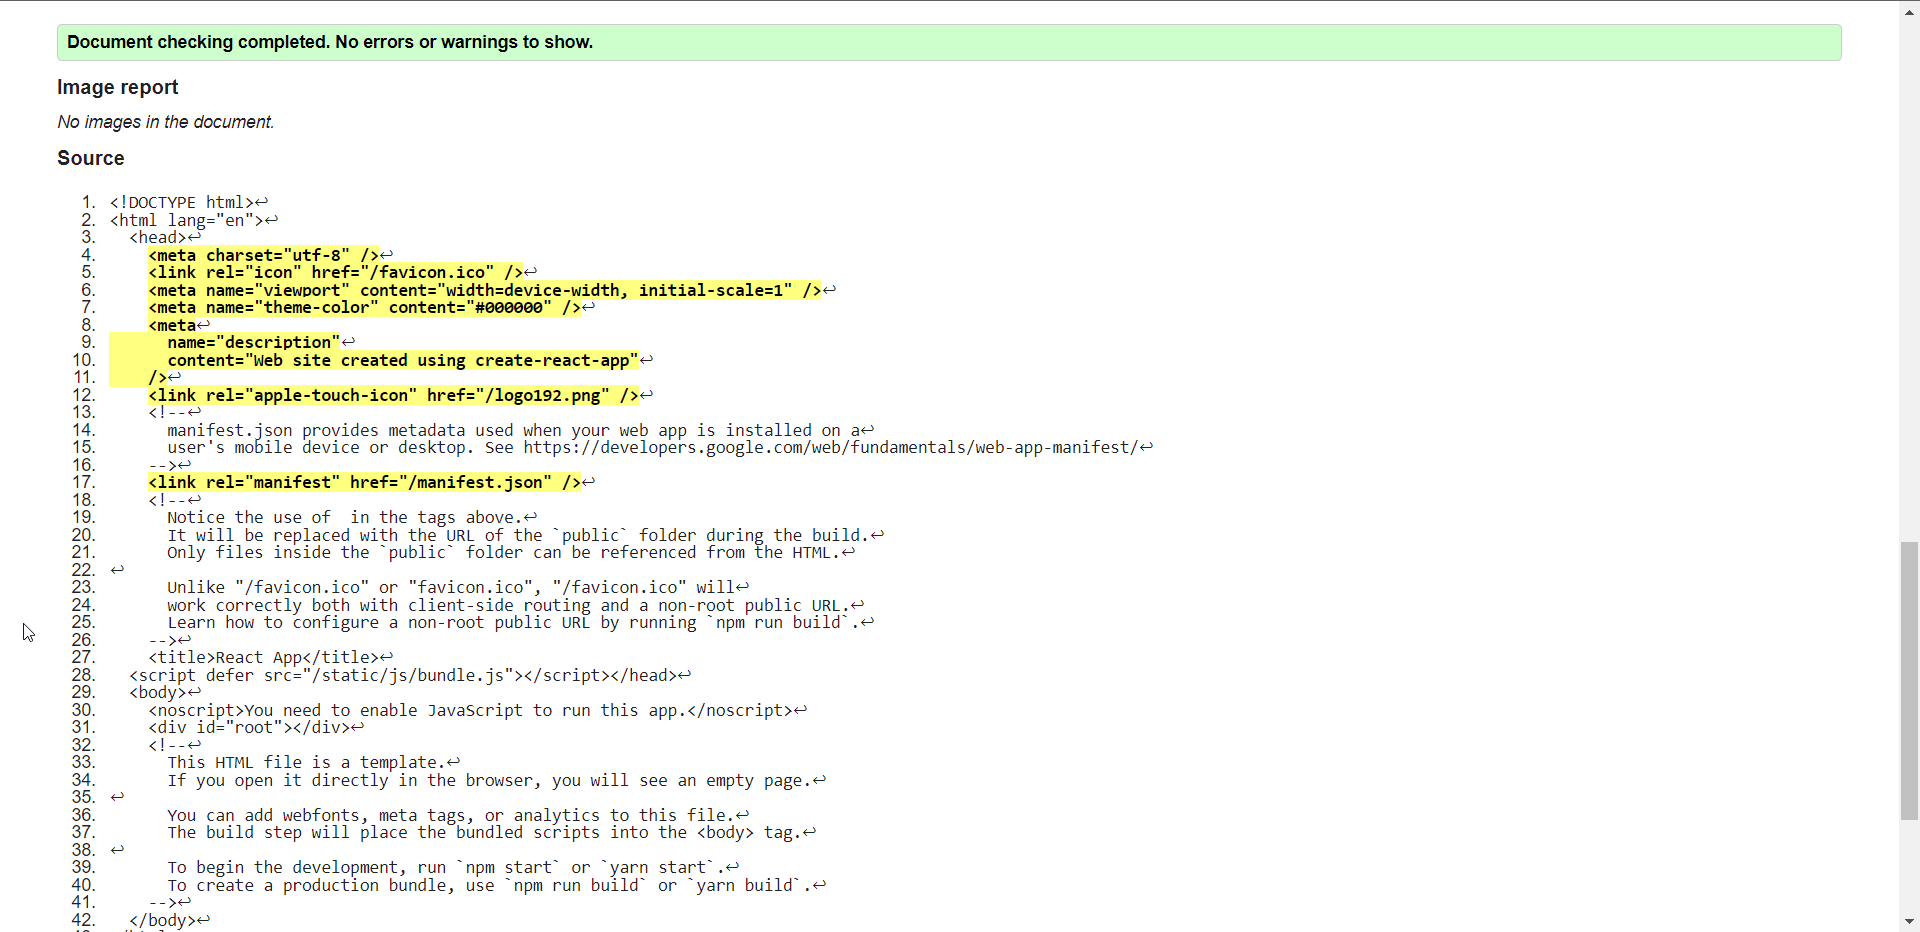 Document checking completed. No errors or warnings to show.
Image report
No images in the document.
Source
1. <!DOCTYPE html>↩
2. <html lang="en">↩
3.   <head>↩
4.     <meta charset="utf-8" />↩
5.     <link rel="icon" href="/favicon.ico" />↩
6.     <meta name="viewport" content="width=device-width, initial-scale=1" />↩
7.     <meta name="theme-color" content="#000000" />↩
8.     <meta↩
9.       name="description"↩
10.       content="Web site created using create-react-app"↩
11.     />↩
12.     <link rel="apple-touch-icon" href="/logo192.png" />↩
13.     <!--↩
14.       manifest.json provides metadata used when your web app is installed on a↩
15.       user's mobile device or desktop. See https://developers.google.com/web/fundamentals/web-app-manifest/↩
16.     -->↩
17.     <link rel="manifest" href="/manifest.json" />↩
18.     <!--↩
19.       Notice the use of  in the tags above.↩
20.       It will be replaced with the URL of the `public` folder during the build.↩
21.       Only files inside the `public` folder can be referenced from the HTML.↩
22. ↩
23.       Unlike "/favicon.ico" or "favicon.ico", "/favicon.ico" will↩
24.       work correctly both with client-side routing and a non-root public URL.↩
25.       Learn how to configure a non-root public URL by running `npm run build`.↩
26.     -->↩
27.     <title>React App</title>↩
28.   <script defer src="/static/js/bundle.js"></script></head>↩
29.   <body>↩
30.     <noscript>You need to enable JavaScript to run this app.</noscript>↩
31.     <div id="root"></div>↩
32.     <!--↩
33.       This HTML file is a template.↩
34.       If you open it directly in the browser, you will see an empty page.↩
35. ↩
36.       You can add webfonts, meta tags, or analytics to this file.↩
37.       The build step will place the bundled scripts into the <body> tag.↩
38. ↩
39.       To begin the development, run `npm start` or `yarn start`.↩
40.       To create a production bundle, use `npm run build` or `yarn build`.↩
41.     -->↩
42.   </body>↩